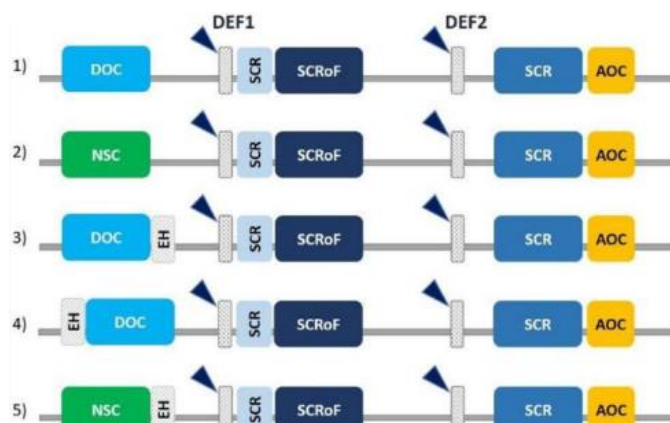 DEF1 DEF2
1) DOC SCR SCRoF SCR AOC
2) NSC SCR SCRoF SCR AOC
3) DOC EH SCR SCRoF SCR AOC
4) EH DOC SCR SCRoF SCR AOC
5) NSC EH SCR SCRoF SCR AOC